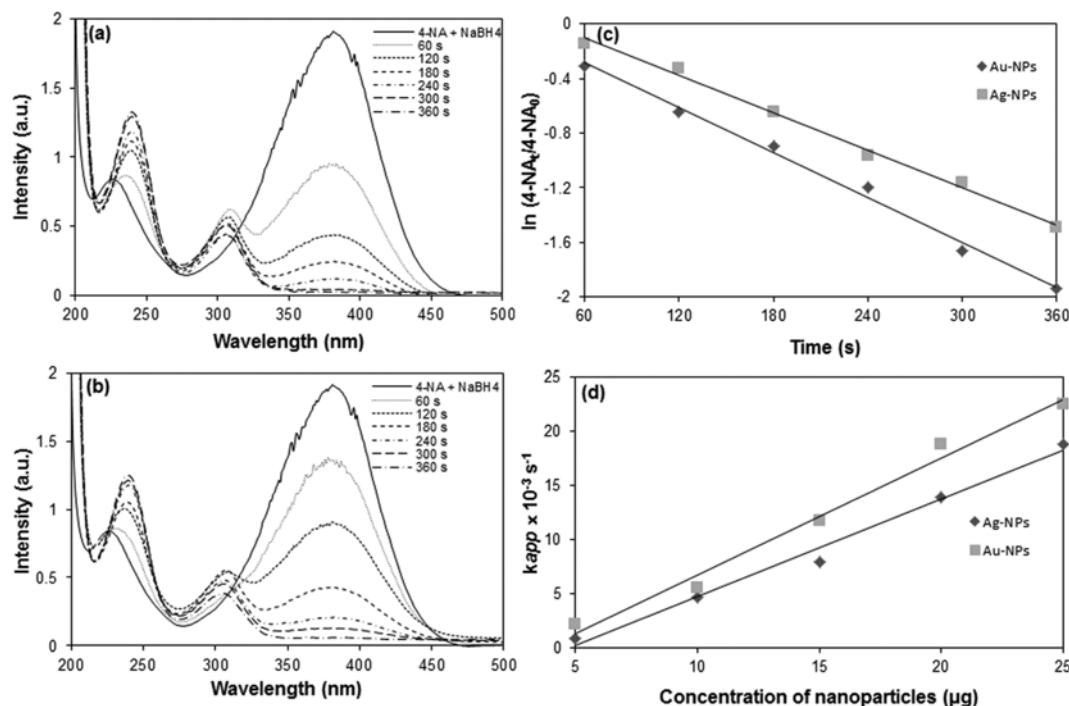 (a)
2
1.5
1
0.5
0
Intensity (a.u.)
4-NA + NaBH4
60 s
120 s
180 s
240 s
300 s
360 s
200 250 300 350 400 450 500
Wavelength (nm)
(c)
-0
-0.4
-0.8
-1.2
-1.6
-2
ln (4-NAt/4-NA0)
Au-NPs
Ag-NPs
60 120 180 240 300 360
Time (s)
(b)
2
1.5
1
0.5
0
Intensity (a.u.)
4-NA + NaBH4
60 s
120 s
180 s
240 s
300 s
360 s
200 250 300 350 400 450 500
Wavelength (nm)
(d)
25
20
15
10
5
0
kapp x 10-3 s-1
Ag-NPs
Au-NPs
5 10 15 20 25
Concentration of nanoparticles (µg)